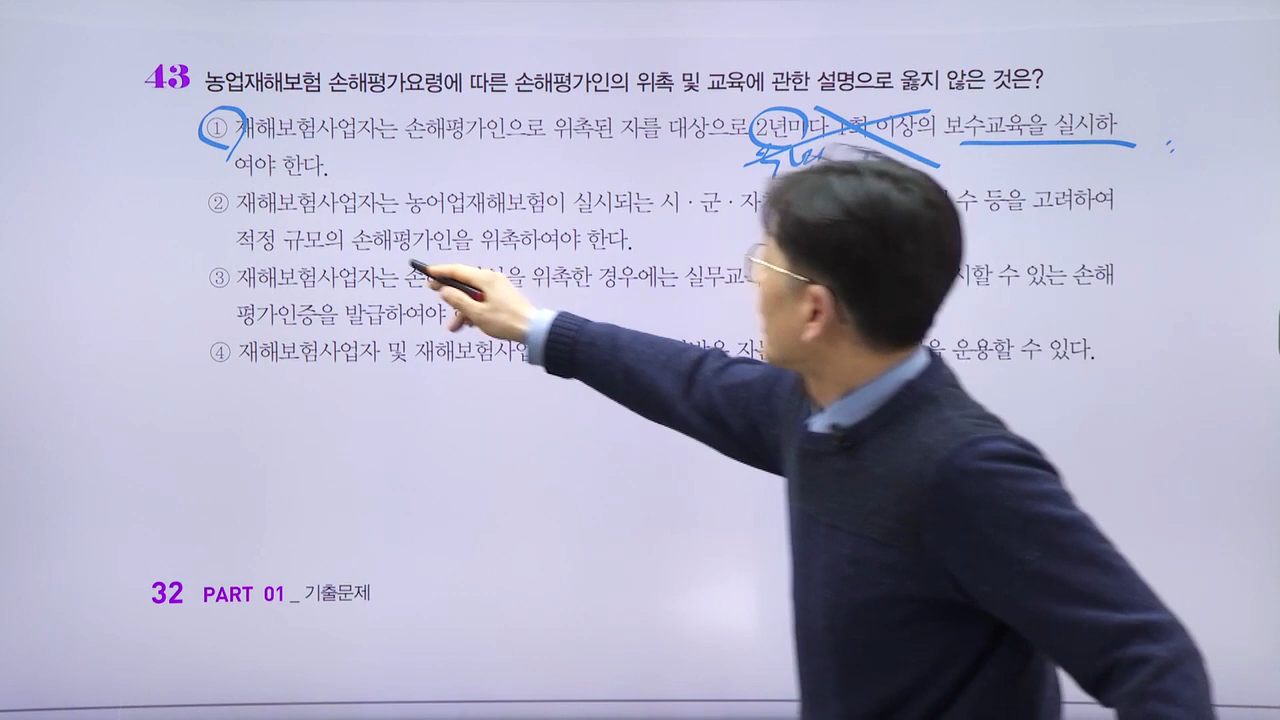 43 농업재해보험 손해평가요령에 따른 손해평가인의 위촉 및 교육에 관한 설명으로 옳지 않은 것은?
① 재해보험사업자는 손해평가인으로 위촉된 자를 대상으로 2년마다 1회 이상의 보수교육을 실시하
여야 한다.
② 재해보험사업자는 농어업재해보험이 실시되는 시·군·자 수 등을 고려하여
적정 규모의 손해평가인을 위촉하여야 한다.
③ 재해보험사업자는 을 위촉한 경우에는 실무교 시할 수 있는 손해
평가인증을 발급하여야
④ 재해보험사업자 및 재해보험사업 자는 운용할 수 있다.
32 PART 01 _ 기출문제